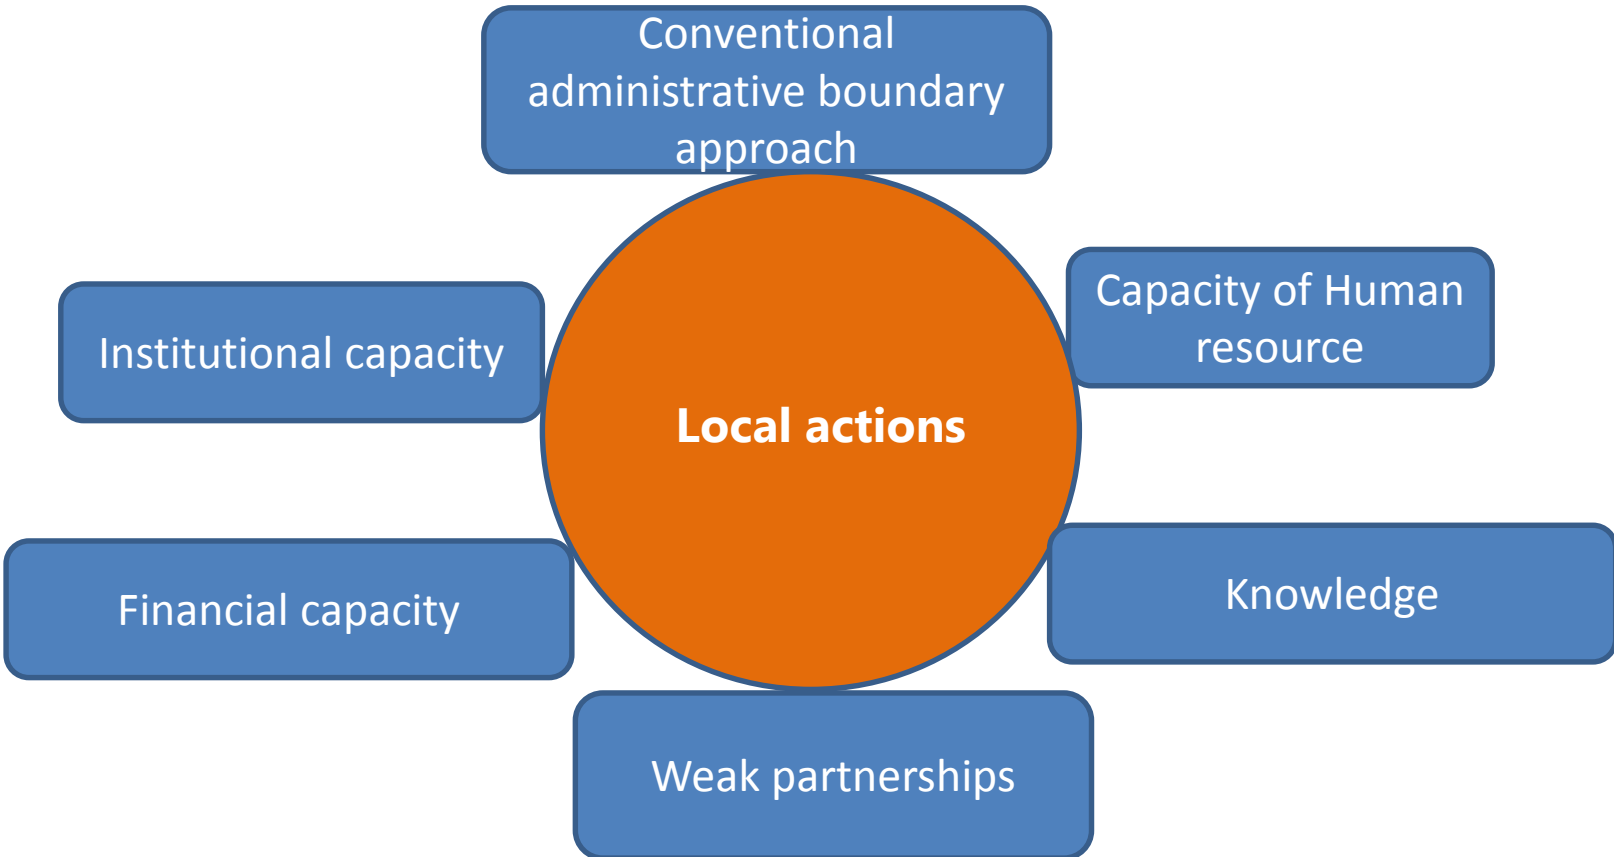 Conventional
administrative boundary
approach
Capacity of Human
resource
Institutional capacity
Local actions
Knowledge
Financial capacity
Weak partnerships